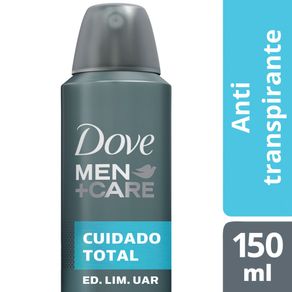 Dove
MEN
+CARE
CUIDADO
TOTAL
ED. LIM. UAR
Anti
transpirante
150
ml